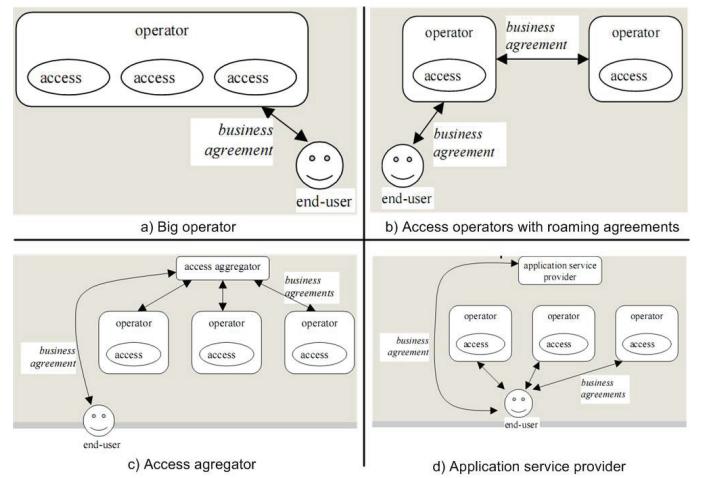 operator
access
access
access
business
agreement
end-user
a) Big operator
operator
business
agreement
operator
access
access
business
agreement
end-user
b) Access operators with roaming agreements
access aggregator
business
agreements
operator
operator
operator
access
access
access
business
agreement
end-user
c) Access agregator
application service
provider
operator
operator
operator
access
access
access
business
agreement
business
agreements
end-user
d) Application service provider